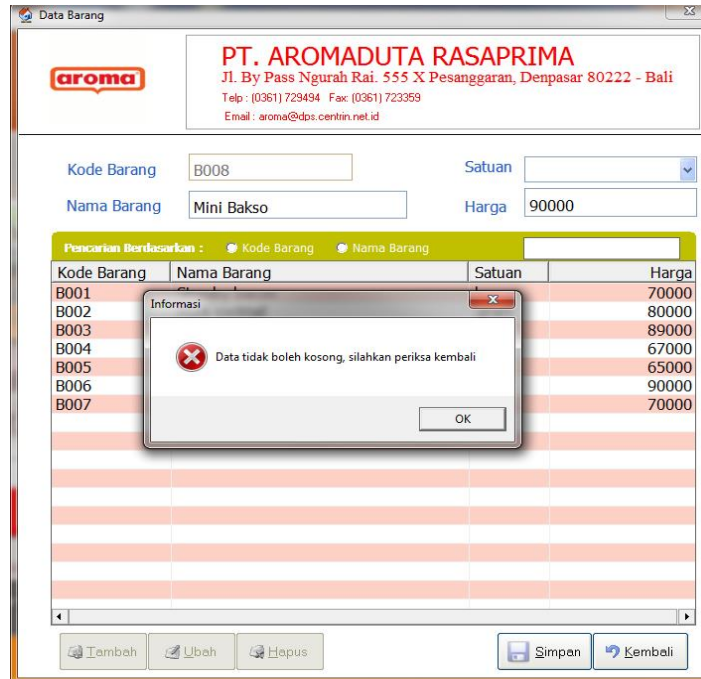 Data Barang
aroma
PT. AROMADUTA RASAPRIMA
Jl. By Pass Ngurah Rai. 555 X Pesanggaran, Denpasar 80222 - Bali
Telp : (0361) 729494 Fax: (0361) 723359
Email : aroma@dps.centrin.net.id
Kode Barang B008 Satuan
Nama Barang Mini Bakso Harga 90000
Pencarian Berdasarkan : Kode Barang Nama Barang
Kode Barang Nama Barang Satuan Harga
B001 70000
B002 80000
B003 89000
B004 67000
B005 65000
B006 90000
B007 70000
Informasi
Data tidak boleh kosong, silahkan periksa kembali
OK
Tambah Ubah Hapus Simpan Kembali